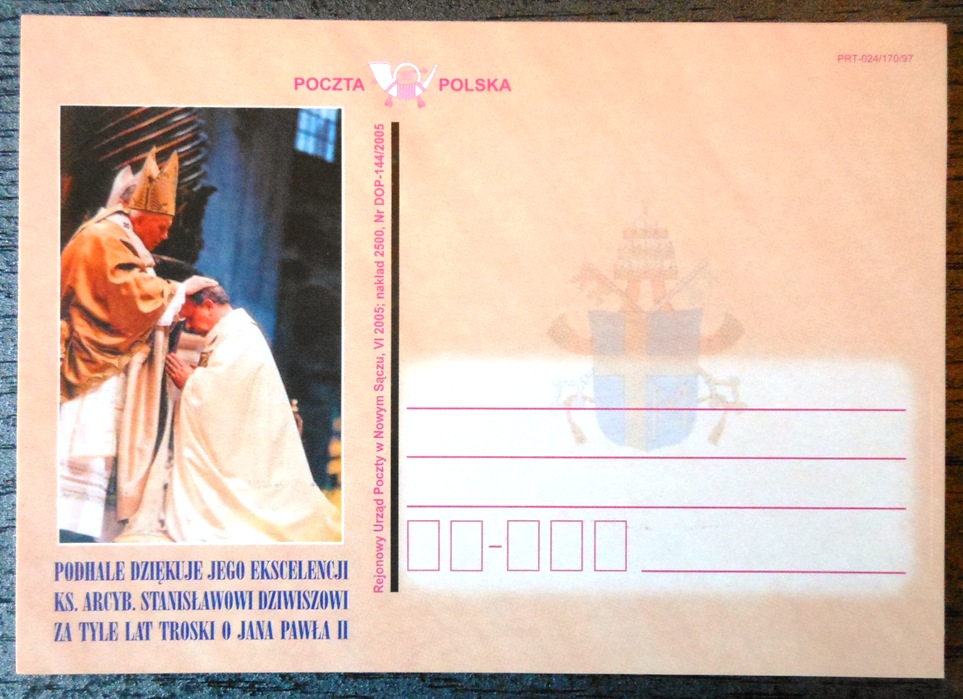 PRT-024/170/97
POCZTA POLSKA
Rejonowy Urząd Poczty w Nowym Sączu, VI 2005; nakład 2500, Nr DOP-144/2005
PODHALE DZIĘKUJE JEGO EKSCELENCJI
KS. ARCYB. STANISŁAWOWI DZIWISZOWI
ZA TYLE LAT TROSKI O JANA PAWŁA II